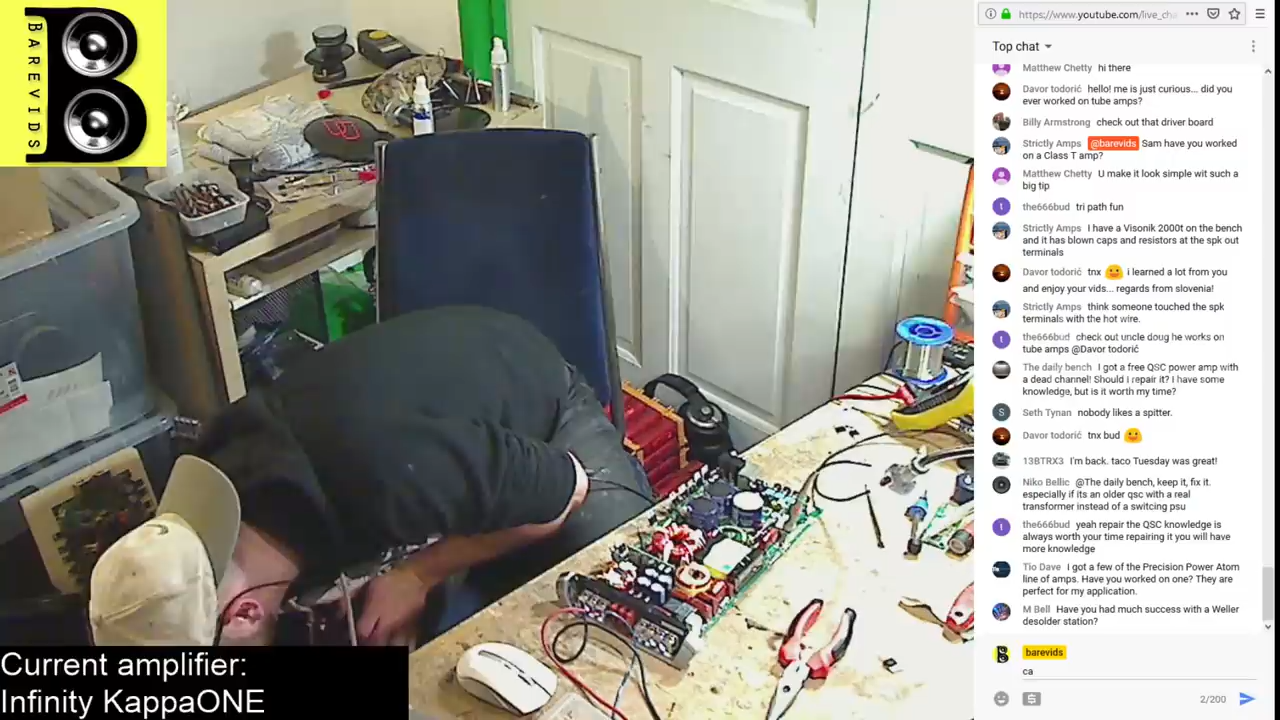 BAREVIDS
https://www.youtube.com/live_cha
Top chat
Matthew Chetty hi there
Davor todorić hello! me is just curious... did you
ever worked on tube amps?
Billy Armstrong check out that driver board
Strictly Amps @barevids Sam have you worked
on a Class T amp?
Matthew Chetty U make it look simple wit such a
big tip
the666bud tri path fun
Strictly Amps I have a Visonik 2000t on the bench
and it has blown caps and resistors at the spk out
terminals
Davor todorić tnx i learned a lot from you
and enjoy your vids... regards from slovenia!
Strictly Amps think someone touched the spk
terminals with the hot wire.
the666bud check out uncle doug he works on
tube amps @Davor todorić
The daily bench I got a free QSC power amp with
a dead channel! Should I repair it? I have some
knowledge, but is it worth my time?
S Seth Tynan nobody likes a spitter.
Davor todorić tnx bud
13BTRX3 I'm back. taco Tuesday was great!
Niko Bellic @The daily bench, keep it, fix it.
especially if its an older qsc with a real
transformer instead of a switcing psu
the666bud yeah repair the QSC knowledge is
always worth your time repairing it you will have
more knowledge
Tio Dave I got a few of the Precision Power Atom
line of amps. Have you worked on one? They are
perfect for my application.
M Bell Have you had much success with a Weller
desolder station?
barevids
ca
2/200
Current amplifier:
Infinity KappaONE